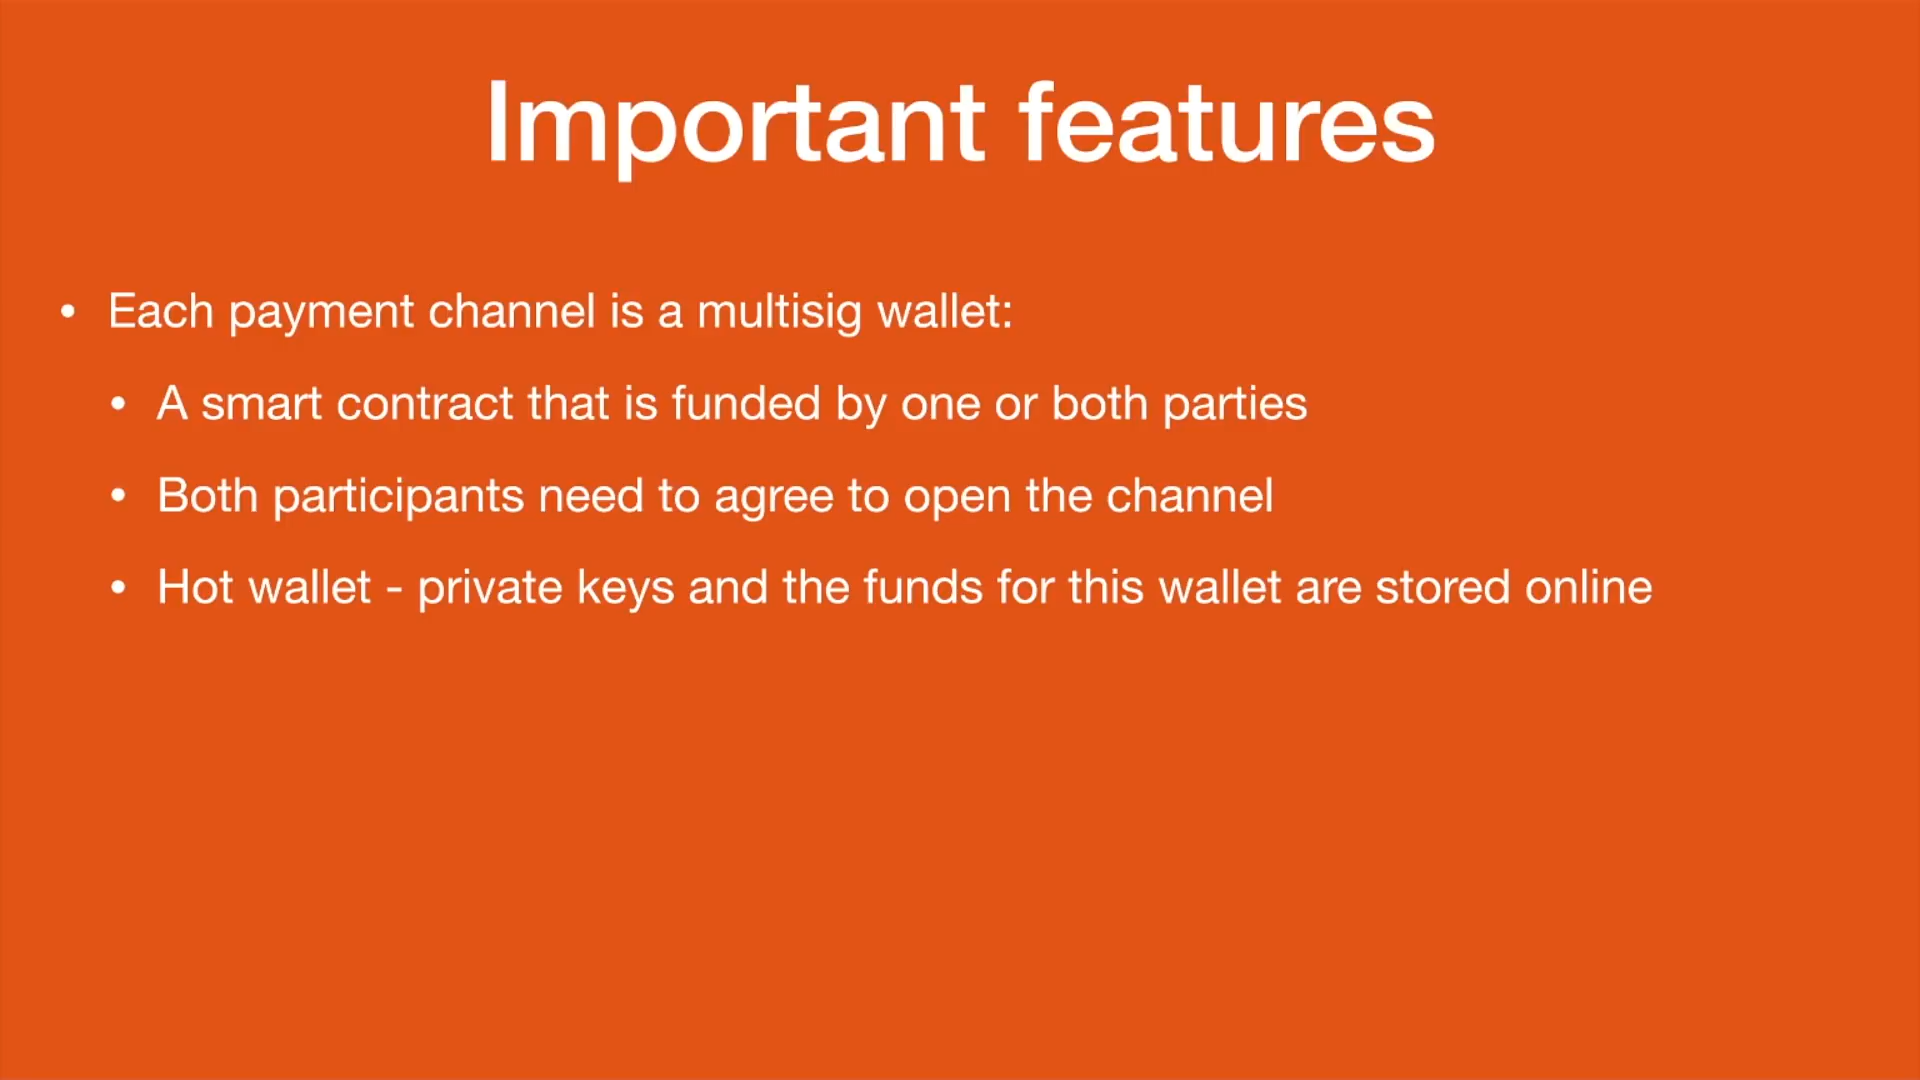 Important features
• Each payment channel is a multisig wallet:
• A smart contract that is funded by one or both parties
• Both participants need to agree to open the channel
• Hot wallet - private keys and the funds for this wallet are stored online